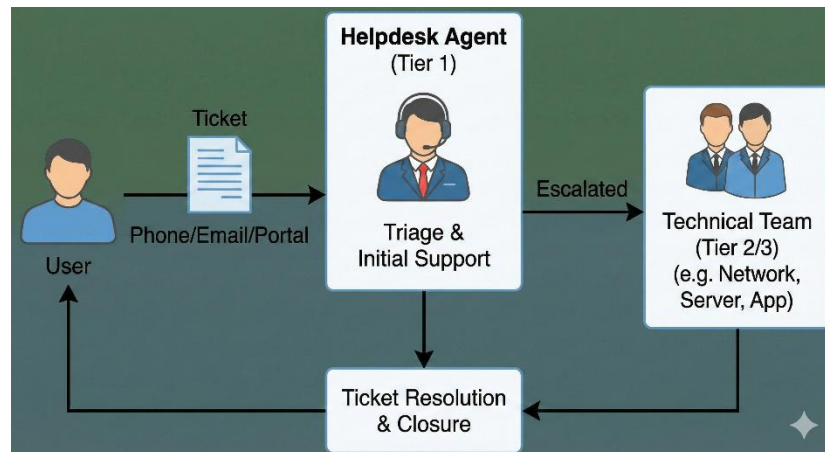 Helpdesk Agent
(Tier 1)
Ticket
Phone/Email/Portal
User
Triage &
Initial Support
Escalated
Technical Team
(Tier 2/3)
(e.g. Network,
Server, App)
Ticket Resolution
& Closure